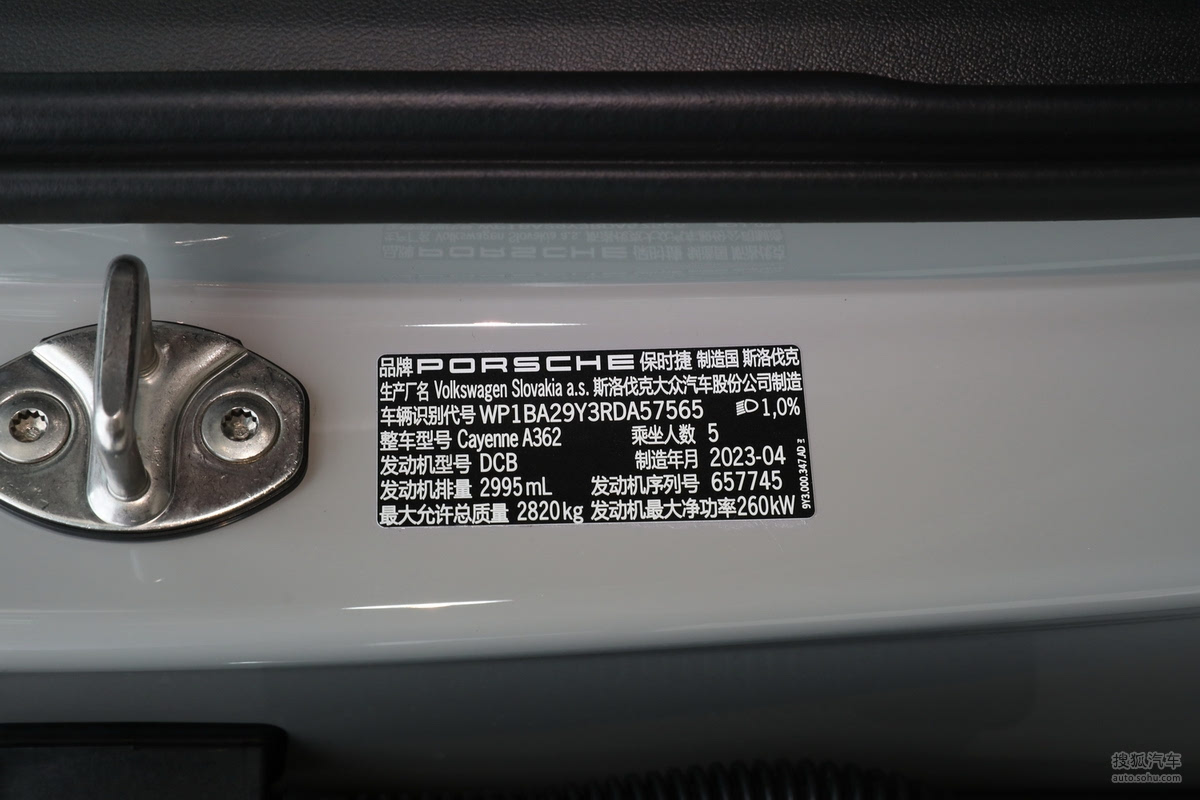 品牌 PORSCHE 保时捷 制造国 斯洛伐克
生产厂名 Volkswagen Slovakia a.s. 斯洛伐克大众汽车股份公司制造
车辆识别代号 WP1BA29Y3RDA57565 1,0%
整车型号 Cayenne A362 乘坐人数 5
发动机型号 DCB 制造年月 2023-04
发动机排量 2995mL 发动机序列号 657745
最大允许总质量 2820kg 发动机最大净功率260kW
9Y3.000.347.AD
搜狐汽车
auto.sohu.com